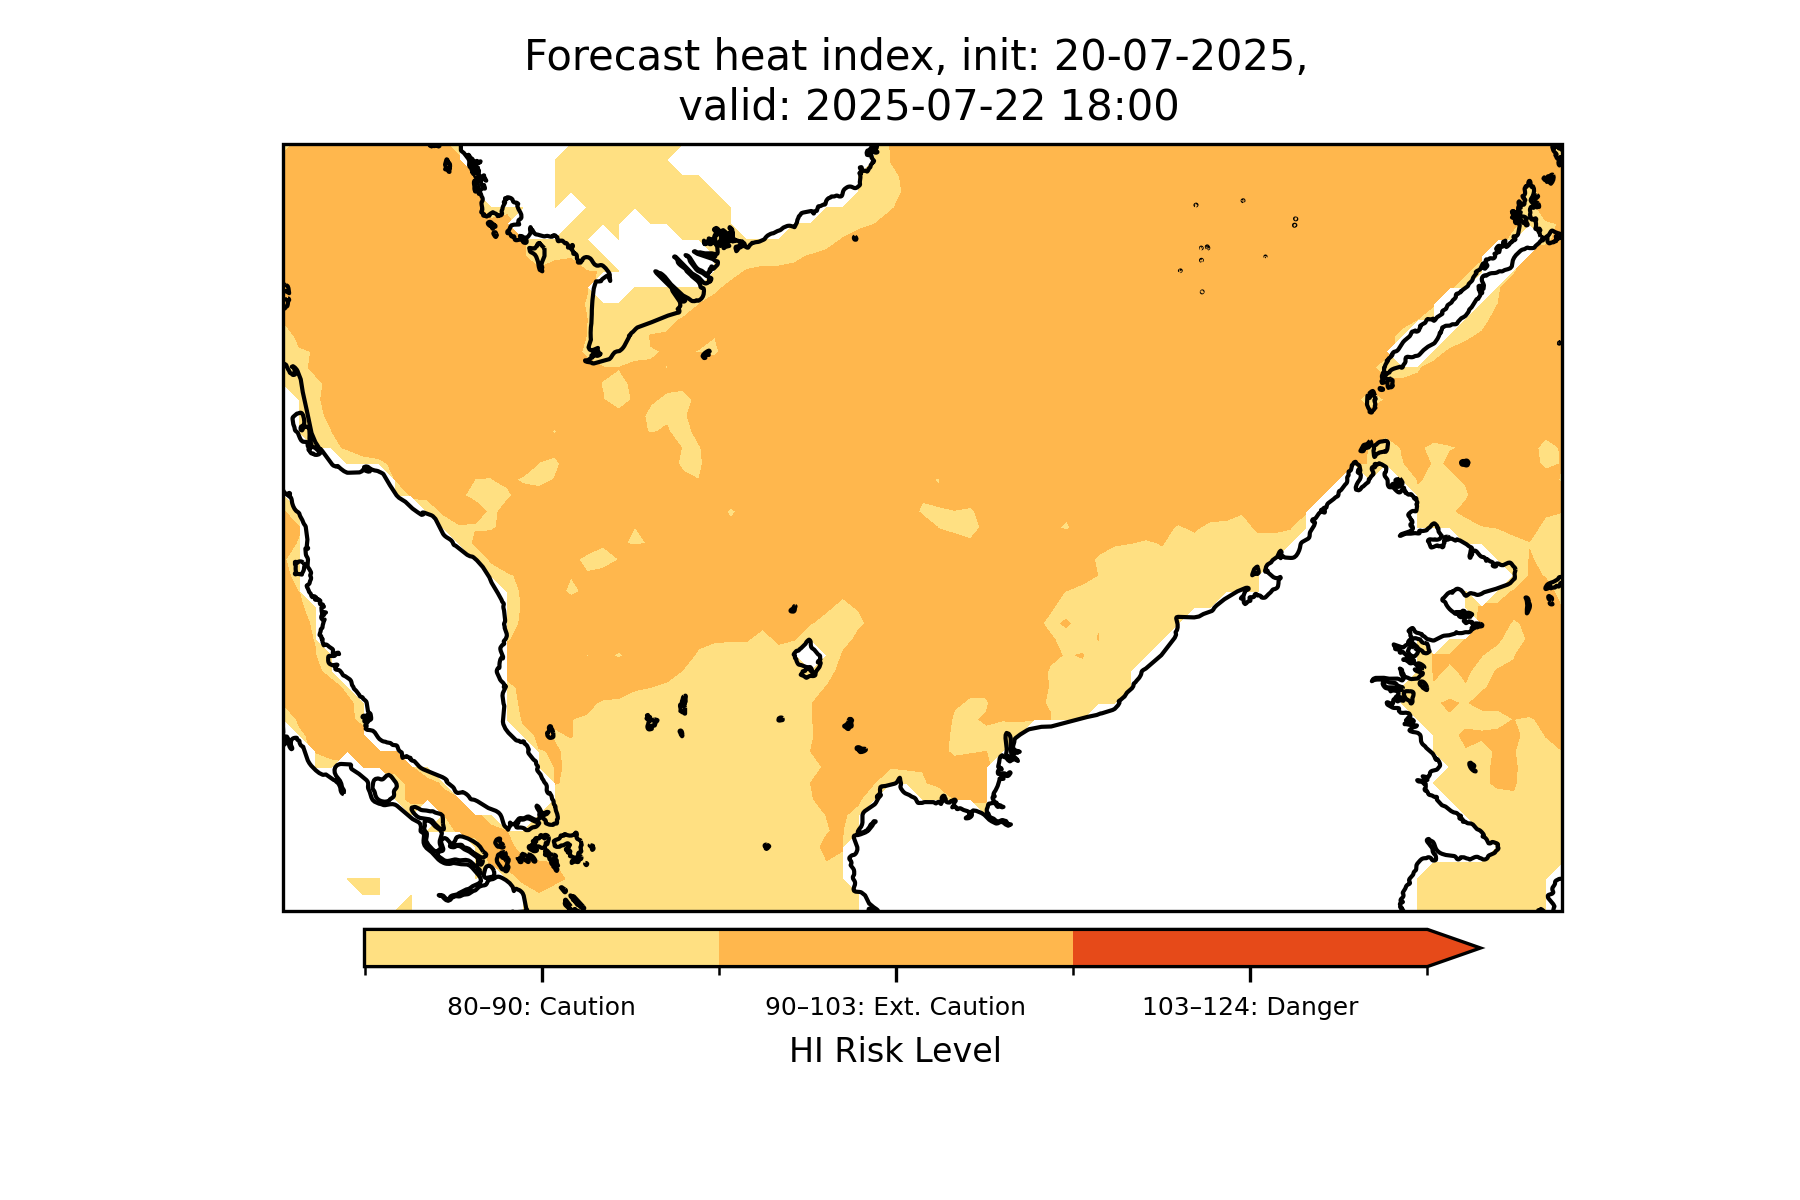 Forecast heat index, init: 20-07-2025,
valid: 2025-07-22 18:00
80–90: Caution
90–103: Ext. Caution
103–124: Danger
HI Risk Level